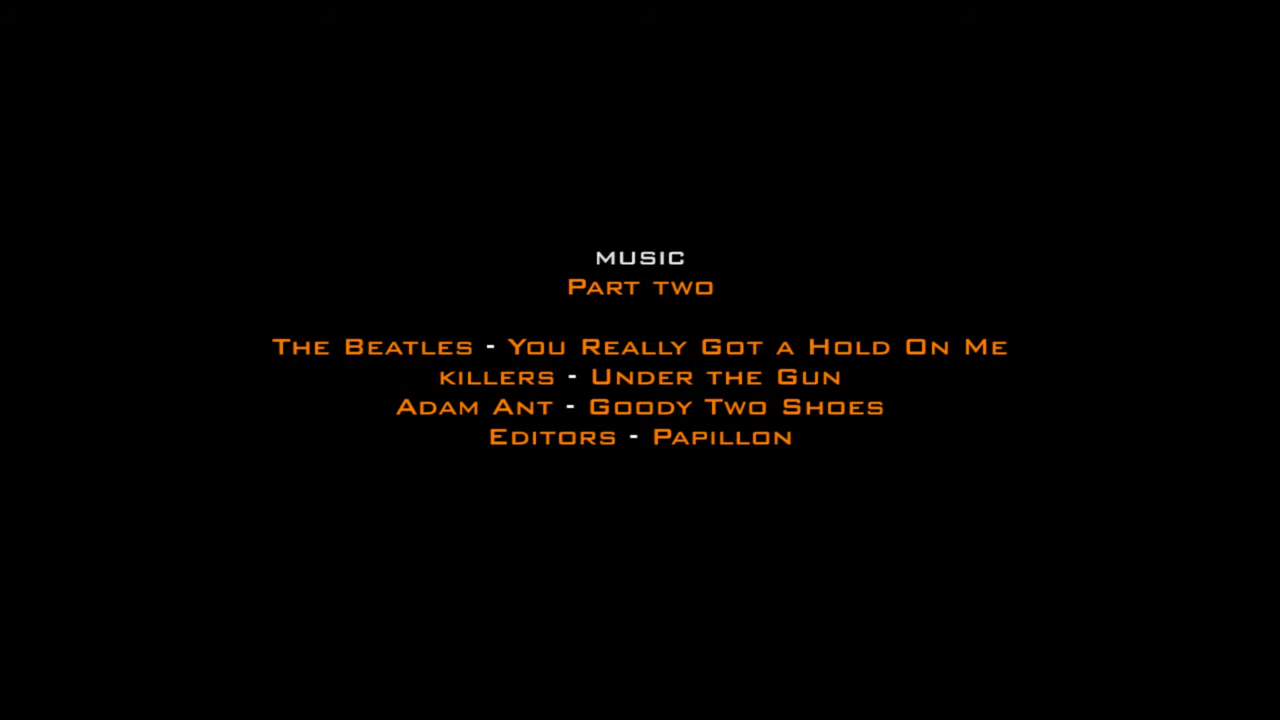 MUSIC
Part two
The Beatles - You Really Got a Hold On Me
killers - Under the Gun
Adam Ant - Goody Two Shoes
Editors - Papillon